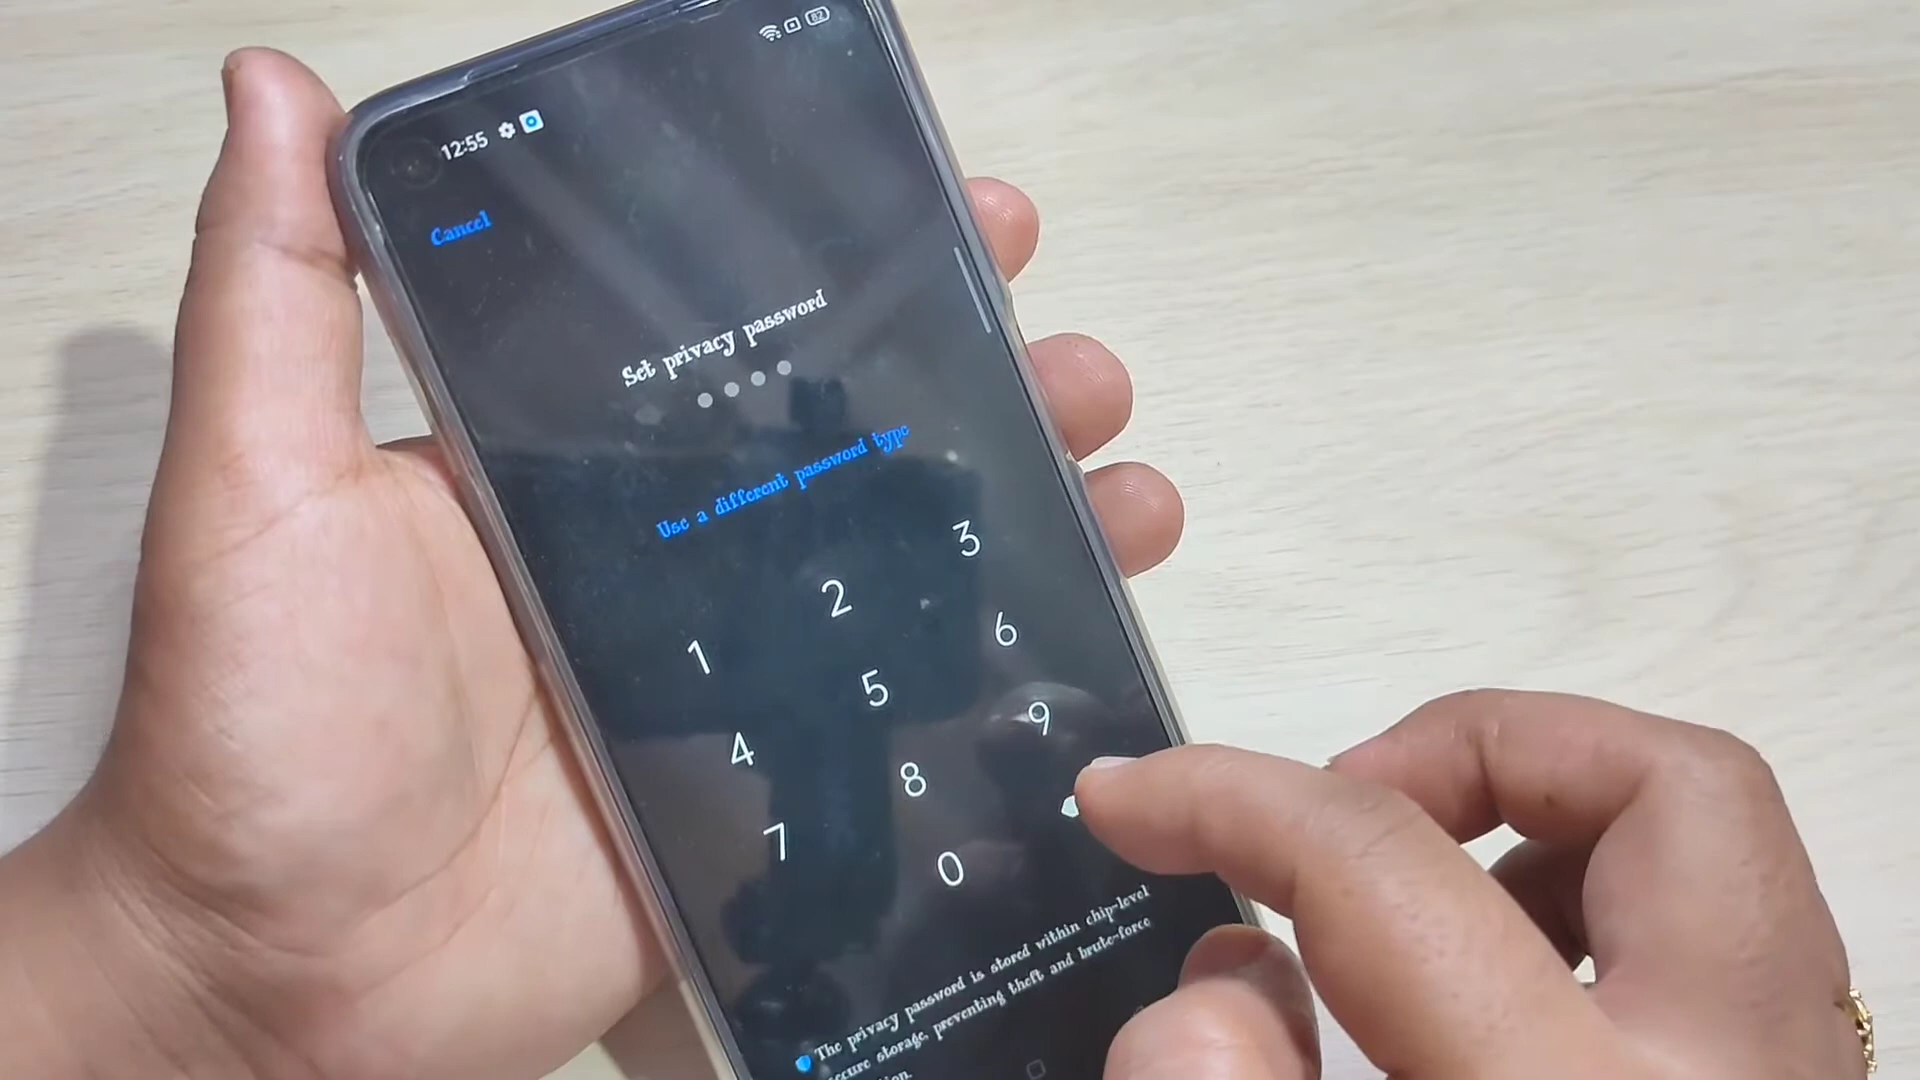 12:55
82
Cancel
Set privacy password
Use a different password type
1 2 3
4 5 6
7 8 9
0
The privacy password is stored within chip-level
secure storage, preventing theft and brute-force